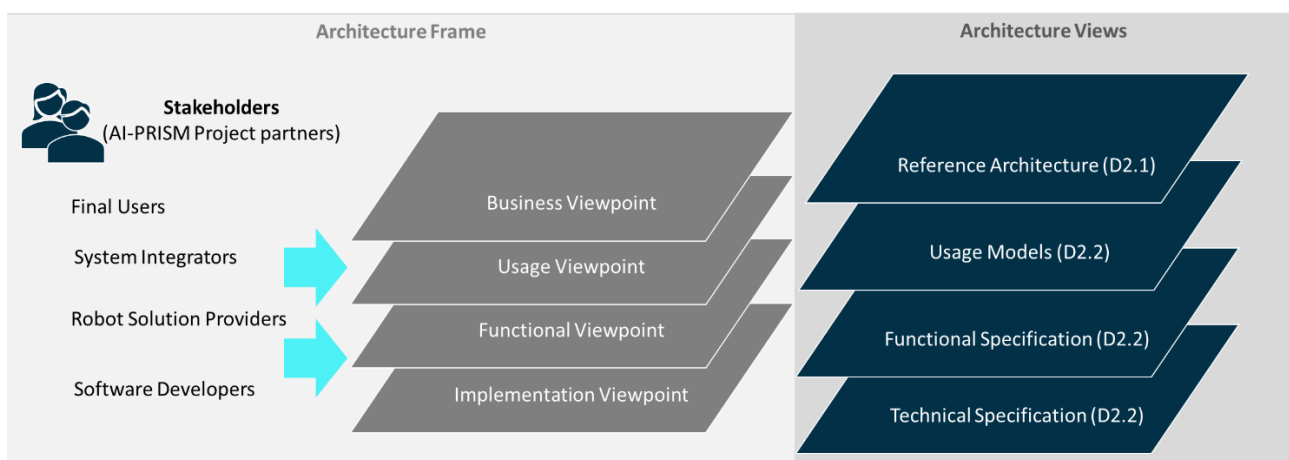 Architecture Frame
Architecture Views
Stakeholders
(AI-PRISM Project partners)
Final Users
System Integrators
Robot Solution Providers
Software Developers
Business Viewpoint
Usage Viewpoint
Functional Viewpoint
Implementation Viewpoint
Reference Architecture (D2.1)
Usage Models (D2.2)
Functional Specification (D2.2)
Technical Specification (D2.2)